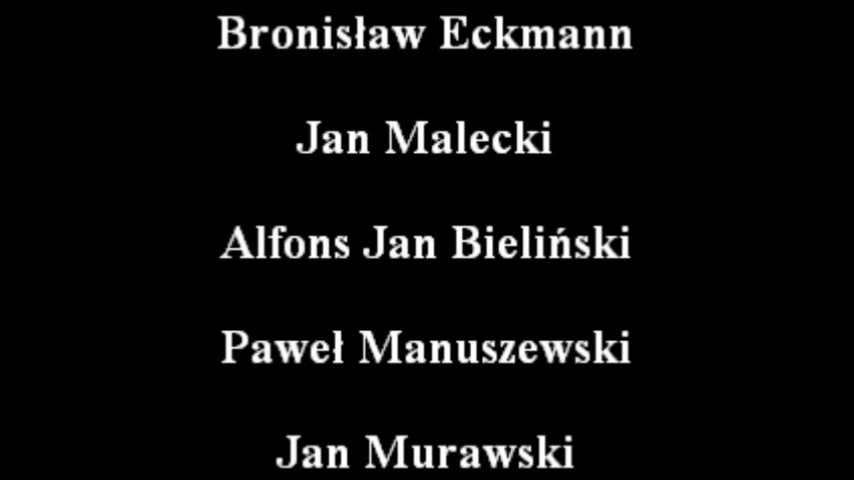 Bronisław Eckmann
Jan Malecki
Alfons Jan Bieliński
Paweł Manuszewski
Jan Murawski